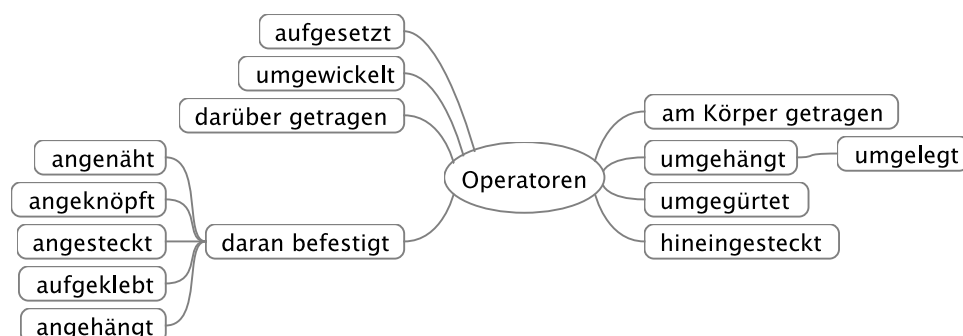 aufgesetzt
umgewickelt
darüber getragen
angenäht
angeknöpft
angesteckt
aufgeklebt
angehängt
daran befestigt
Operatoren
am Körper getragen
umgehängt
umgelegt
umgegürtet
hineingesteckt